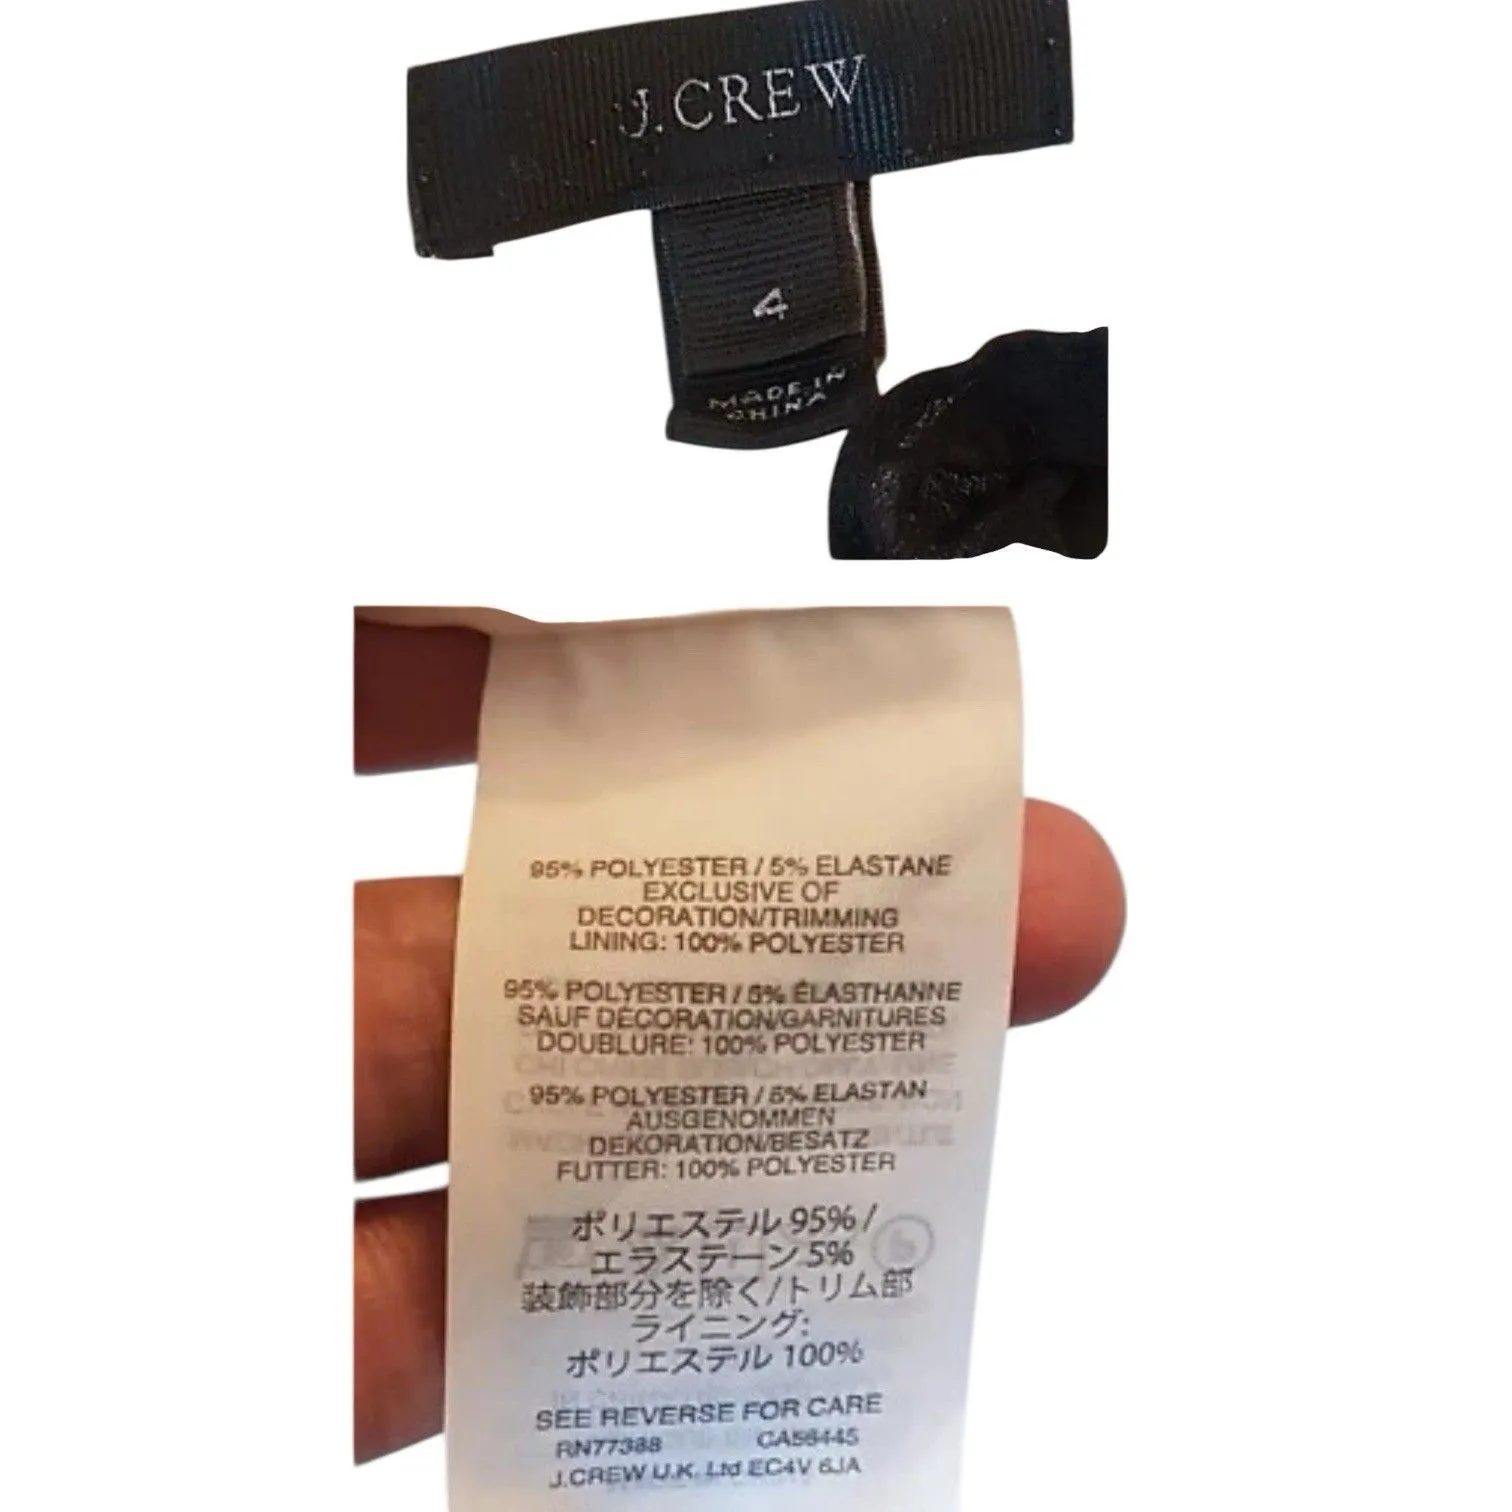 J.CREW
4
MADE IN
CHINA
95% POLYESTER / 5% ELASTANE
EXCLUSIVE OF
DECORATION/TRIMMING
LINING: 100% POLYESTER
95% POLYESTER / 5% ÉLASTHANNE
SAUF DÉCORATION/GARNITURES
DOUBLURE: 100% POLYESTER
95% POLYESTER / 5% ELASTAN
AUSGENOMMEN
DEKORATION/BESATZ
FUTTER: 100% POLYESTER
ポリエステル 95% /
エラステーン 5%
装飾部分を除く/トリム部
ライニング:
ポリエステル 100%
SEE REVERSE FOR CARE
RN77388 CA56445
J.CREW U.K. Ltd EC4V 6JA